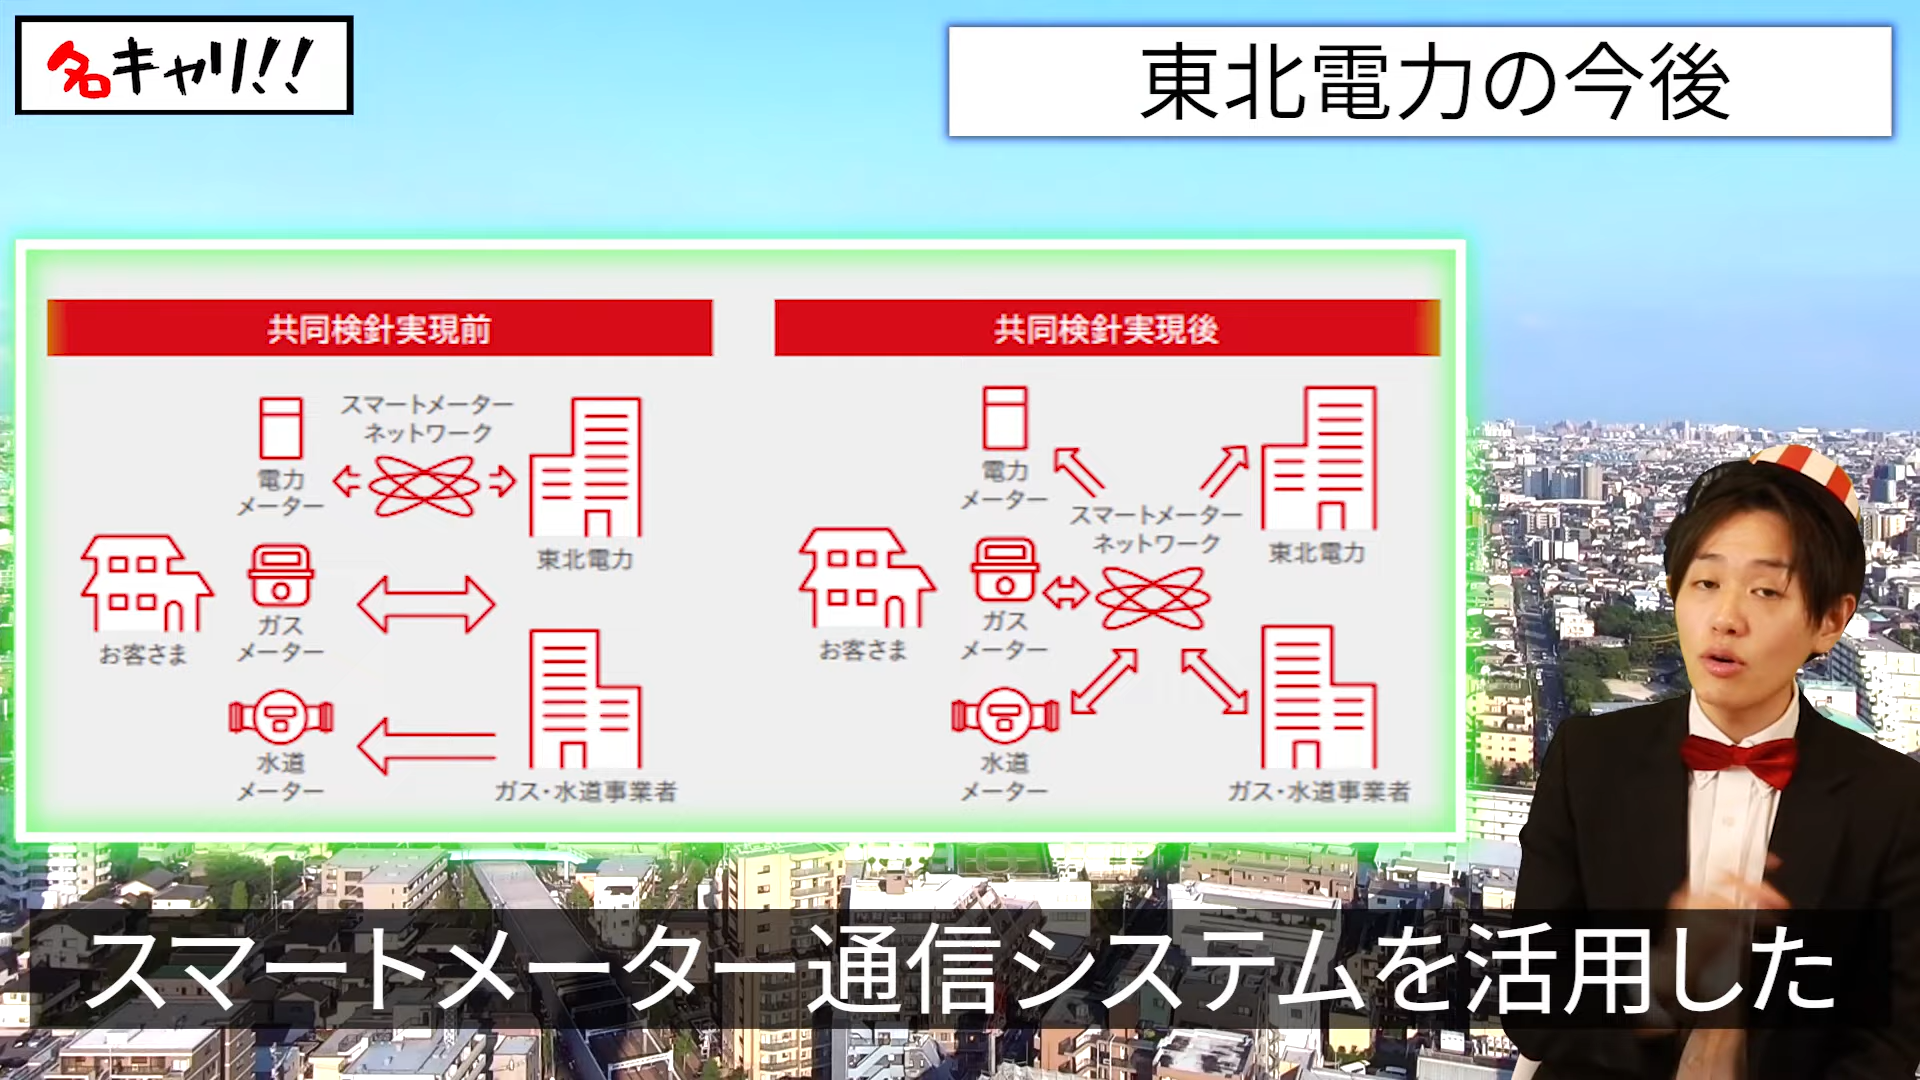 名キャリ!!
東北電力の今後
共同検針実現前
スマートメーター
ネットワーク
電力
メーター
東北電力
ガス
メーター
お客さま
水道
メーター
ガス・水道事業者
共同検針実現後
電力
メーター
スマートメーター
ネットワーク
東北電力
ガス
メーター
お客さま
水道
メーター
ガス・水道事業者
スマートメーター通信システムを活用した